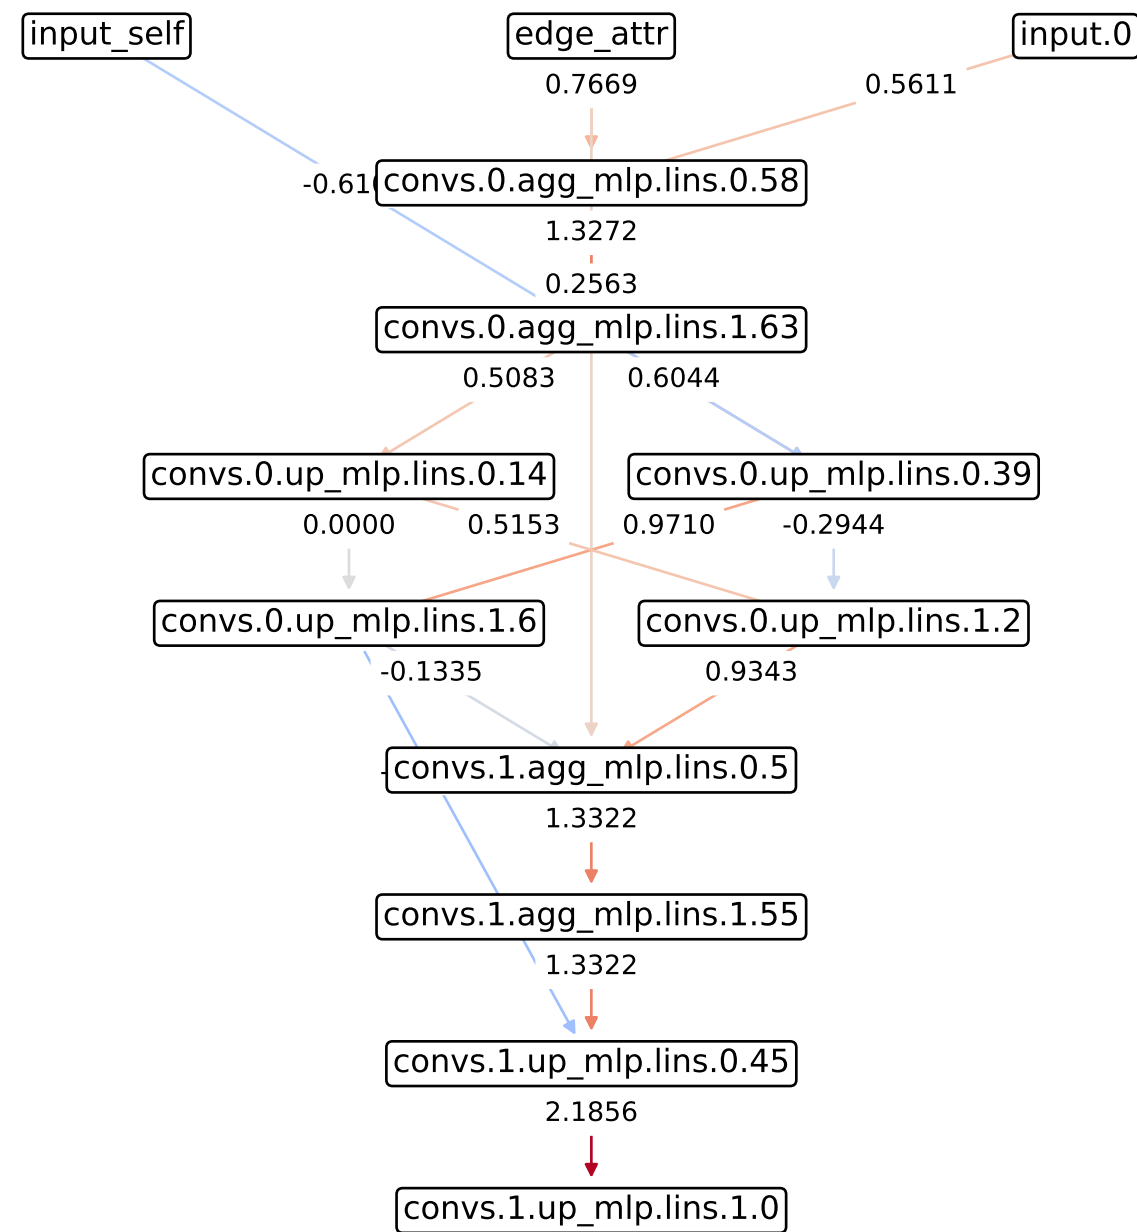 input_self
edge_attr
input.0
0.7669
0.5611
convs.0.agg_mlp.lins.0.58
1.3272
0.2563
convs.0.agg_mlp.lins.1.63
0.5083
0.6044
convs.0.up_mlp.lins.0.14
convs.0.up_mlp.lins.0.39
0.0000
0.5153
0.9710
-0.2944
convs.0.up_mlp.lins.1.6
convs.0.up_mlp.lins.1.2
-0.1335
0.9343
convs.1.agg_mlp.lins.0.5
1.3322
convs.1.agg_mlp.lins.1.55
1.3322
convs.1.up_mlp.lins.0.45
2.1856
convs.1.up_mlp.lins.1.0